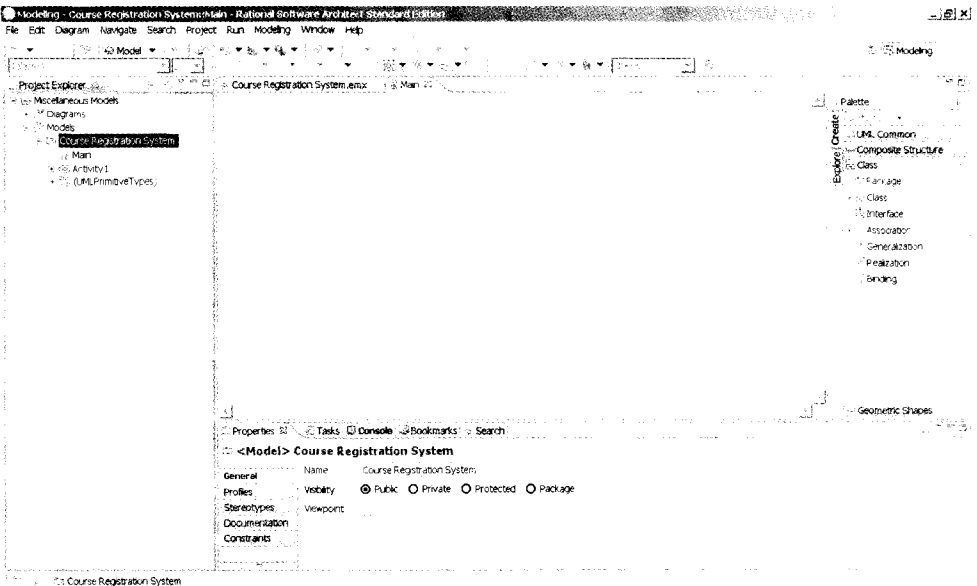 Modeling - Course Registration System::Main - Rational Software Architect Standard Edition
File Edit Diagram Navigate Search Project Run Modeling Window Help
Model
Modeling
Project Explorer
Course Registration System.emx
Main
Miscellaneous Models
Diagrams
Models
Course Registration System
Main
Activity1
(UMLPrimitiveTypes)
Palette
Explore Create
UML Common
Composite Structure
Class
Package
Class
Interface
Association
Generalization
Realization
Binding
Geometric Shapes
Properties Tasks Console Bookmarks Search
<Model> Course Registration System
General
Profiles
Stereotypes
Documentation
Constraints
Name Course Registration System
Visibility Public Private Protected Package
Viewpoint
Course Registration System